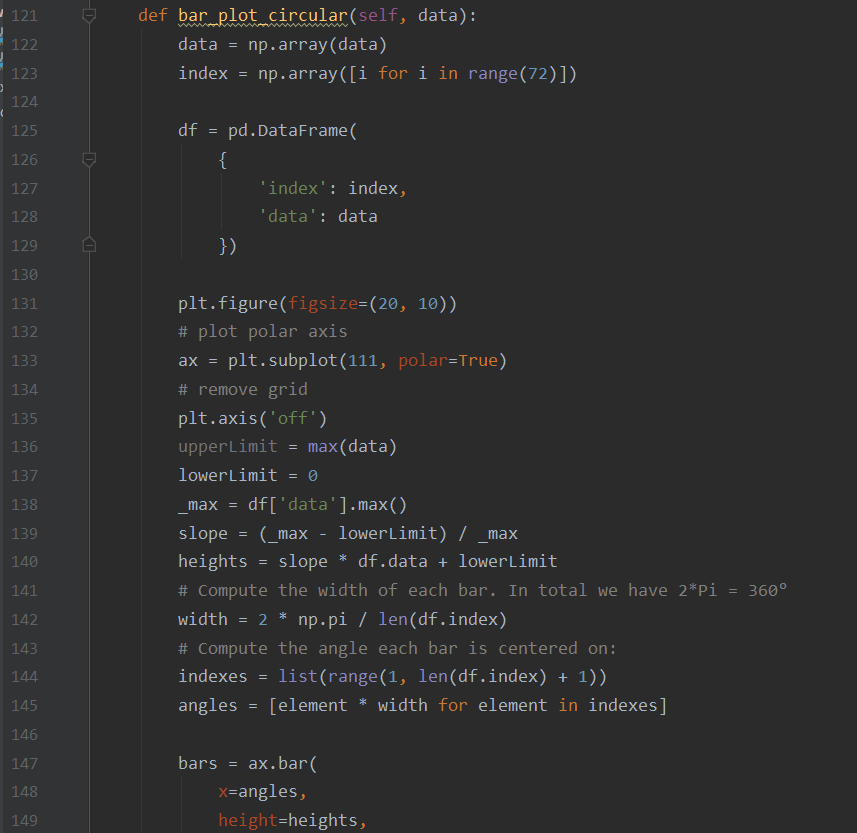 121 def bar_plot_circular(self, data):
122 data = np.array(data)
123 index = np.array([i for i in range(72)])
124
125 df = pd.DataFrame(
126 {
127 'index': index,
128 'data': data
129 })
130
131 plt.figure(figsize=(20, 10))
132 # plot polar axis
133 ax = plt.subplot(111, polar=True)
134 # remove grid
135 plt.axis('off')
136 upperLimit = max(data)
137 lowerLimit = 0
138 _max = df['data'].max()
139 slope = (_max - lowerLimit) / _max
140 heights = slope * df.data + lowerLimit
141 # Compute the width of each bar. In total we have 2*Pi = 360°
142 width = 2 * np.pi / len(df.index)
143 # Compute the angle each bar is centered on:
144 indexes = list(range(1, len(df.index) + 1))
145 angles = [element * width for element in indexes]
146
147 bars = ax.bar(
148 x=angles,
149 height=heights,